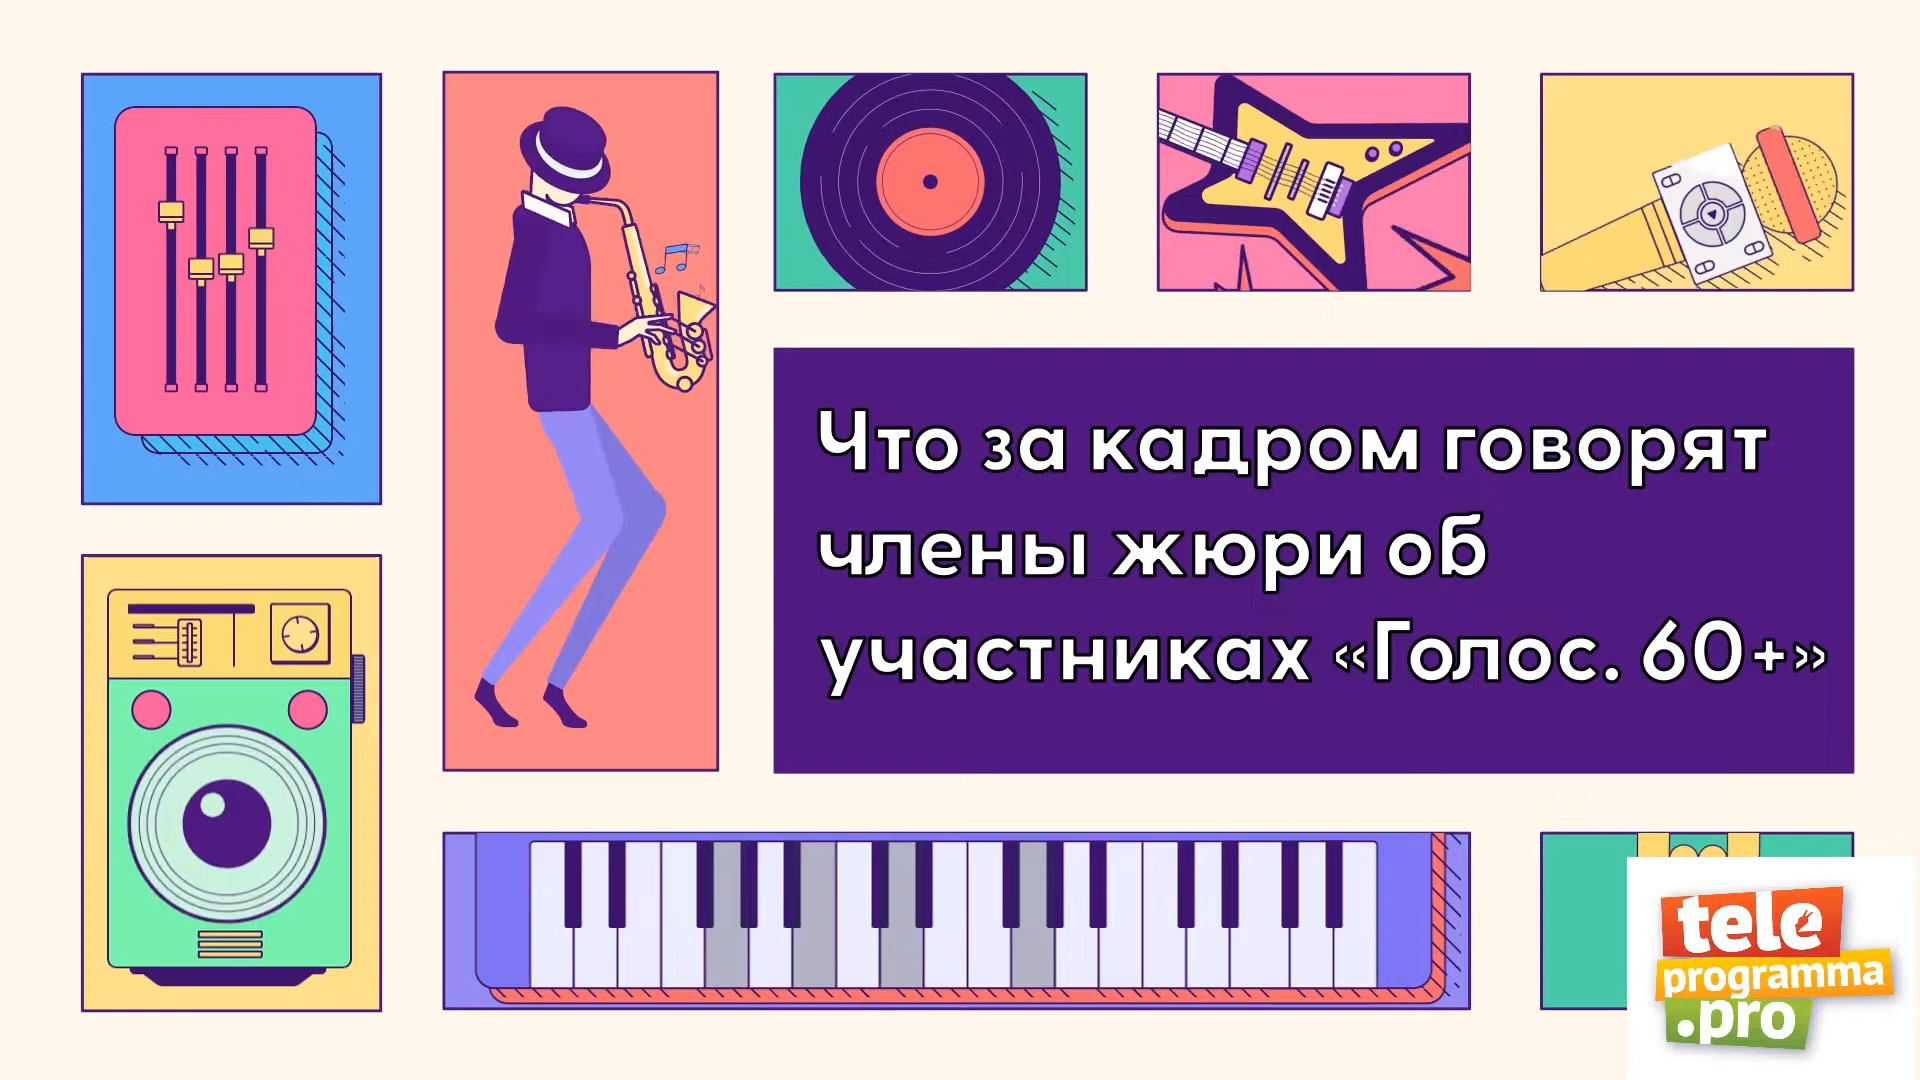 Что за кадром говорят
члены жюри об
участниках «Голос. 60+»
tele
programma
.pro